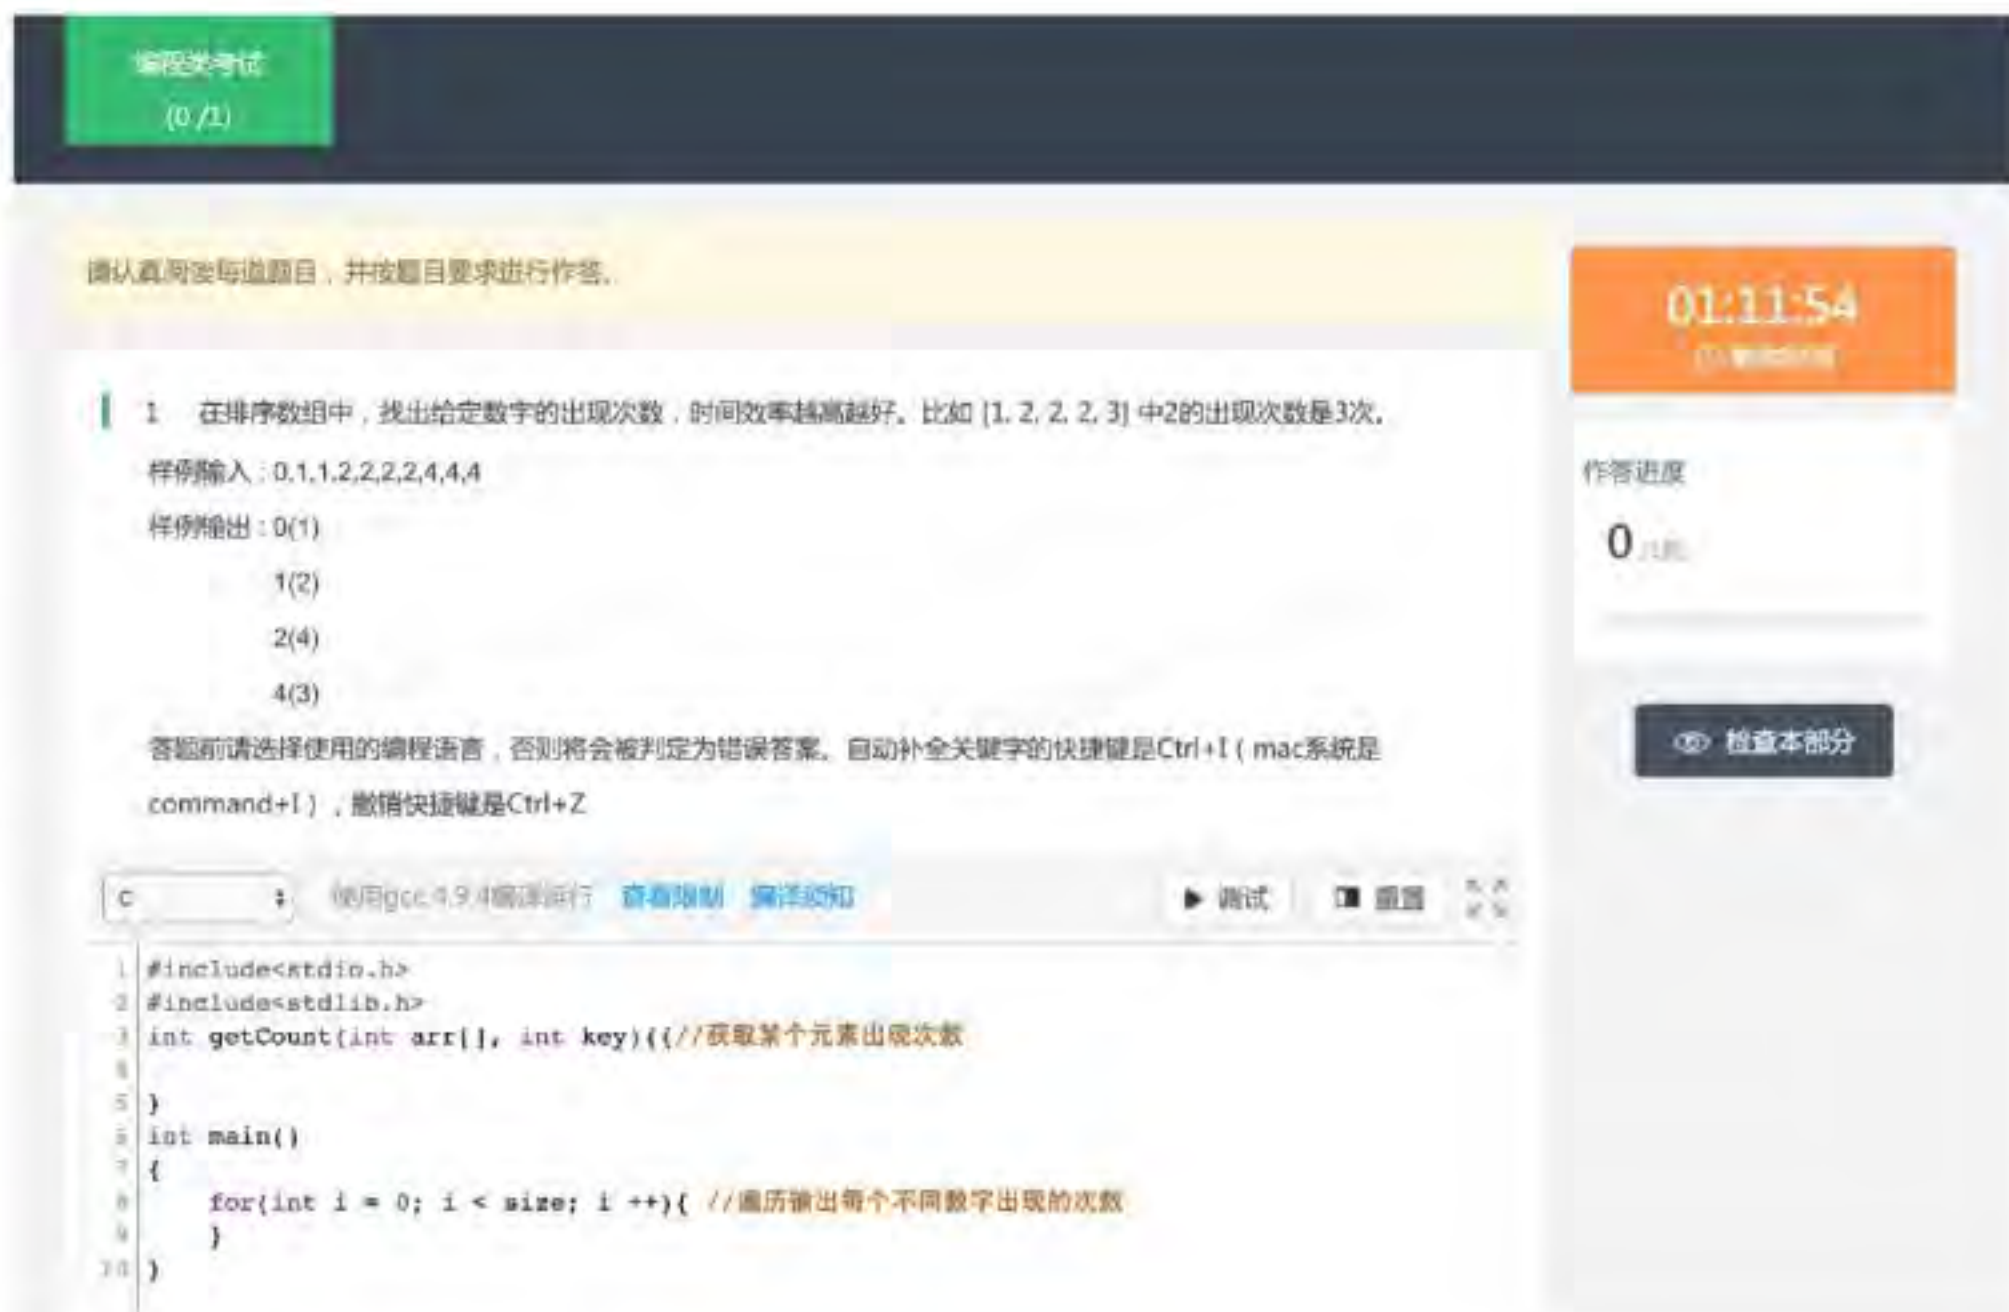 编程类考试
(0 /1)
请认真阅读每道题目，并按题目要求进行作答。
01:11:54
1 在排序数组中，找出给定数字的出现次数，时间效率越高越好。比如 [1, 2, 2, 2, 3] 中2的出现次数是3次。
样例输入：0,1,1,2,2,2,2,4,4,4
样例输出：0(1)
1(2)
2(4)
4(3)
答题前请选择使用的编程语言，否则将会被判定为错误答案。自动补全关键字的快捷键是Ctrl+I（mac系统是
command+I），撤销快捷键是Ctrl+Z
作答进度
0
检查本部分
C 使用gcc 4.9.4编译运行 查看限制 编译须知 调试 重置
1 #include<stdio.h>
2 #include<stdlib.h>
3 int getCount(int arr[], int key){{//获取某个元素出现次数
4
5 }
6 int main()
7 {
8 for(int i = 0; i < size; i ++){ //遍历输出每个不同数字出现的次数
9 }
10 }